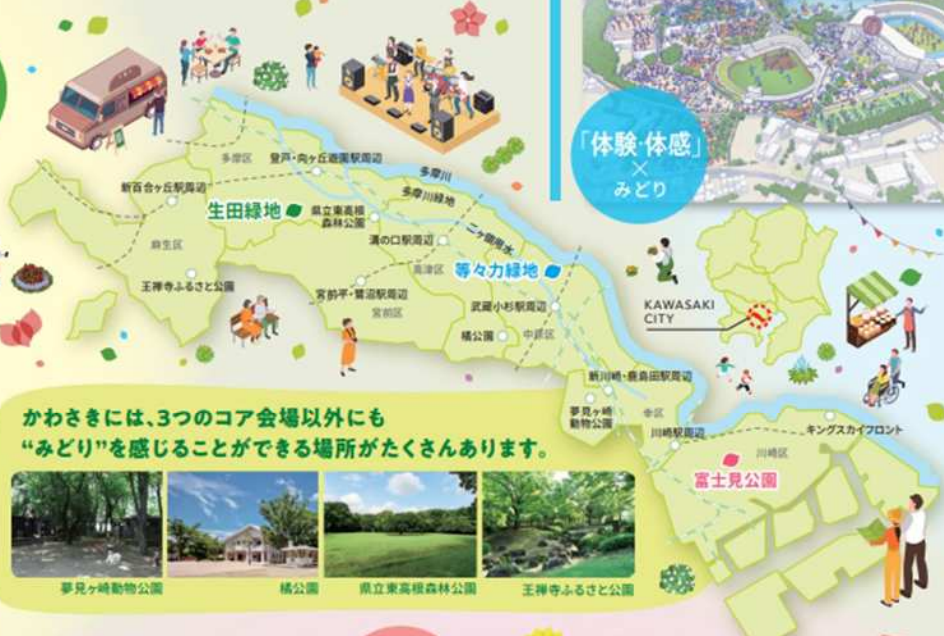 「体験・体感」
×
みどり
多摩区
登戸・向ヶ丘遊園駅周辺
多摩川
多摩川緑地
新百合ヶ丘駅周辺
生田緑地
県立東高根
森林公園
二ヶ領用水
麻生区
溝の口駅周辺
高津区
等々力緑地
王禅寺ふるさと公園
宮前平・鷺沼駅周辺
宮前区
武蔵小杉駅周辺
橘公園
中原区
KAWASAKI
CITY
新川崎・鹿島田駅周辺
夢見ヶ崎
動物公園
幸区
川崎駅周辺
キングスカイフロント
川崎区
富士見公園
かわさきには、3つのコア会場以外にも
“みどり”を感じることができる場所がたくさんあります。
夢見ヶ崎動物公園
橘公園
県立東高根森林公園
王禅寺ふるさと公園